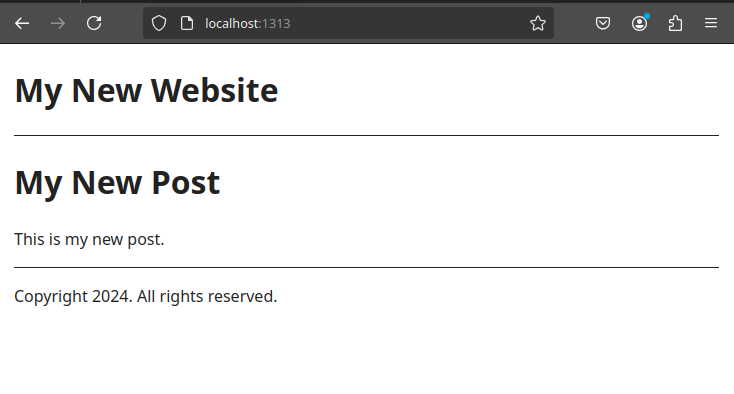 localhost:1313
My New Website
My New Post
This is my new post.
Copyright 2024. All rights reserved.